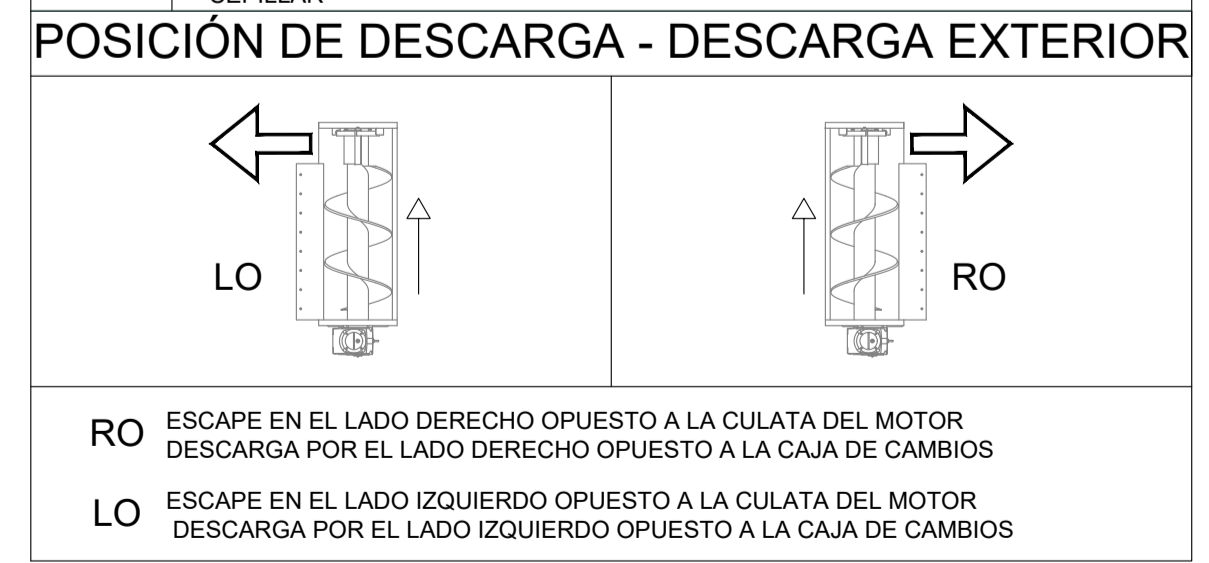 POSICIÓN DE DESCARGA - DESCARGA EXTERIOR
LO
RO
RO ESCAPE EN EL LADO DERECHO OPUESTO A LA CULATA DEL MOTOR
DESCARGA POR EL LADO DERECHO OPUESTO A LA CAJA DE CAMBIOS
LO ESCAPE EN EL LADO IZQUIERDO OPUESTO A LA CULATA DEL MOTOR
DESCARGA POR EL LADO IZQUIERDO OPUESTO A LA CAJA DE CAMBIOS